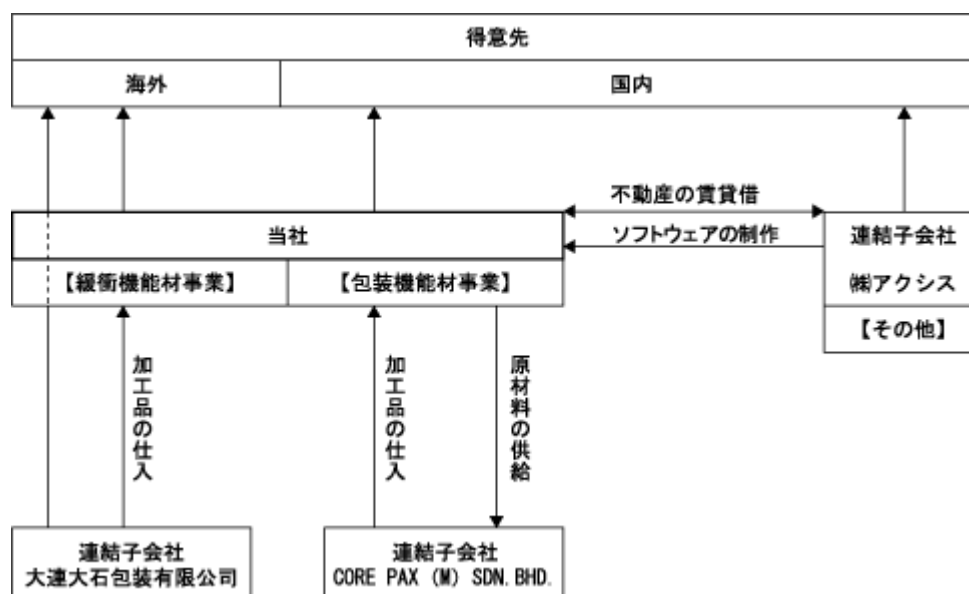 得意先
海外
国内
不動産の賃貸借
当社
ソフトウェアの制作
連結子会社
㈱アクシス
【緩衝機能材事業】
【包装機能材事業】
【その他】
加工品の仕入
加工品の仕入
原材料の供給
連結子会社
大連大石包装有限公司
連結子会社
CORE PAX (M) SDN.BHD.